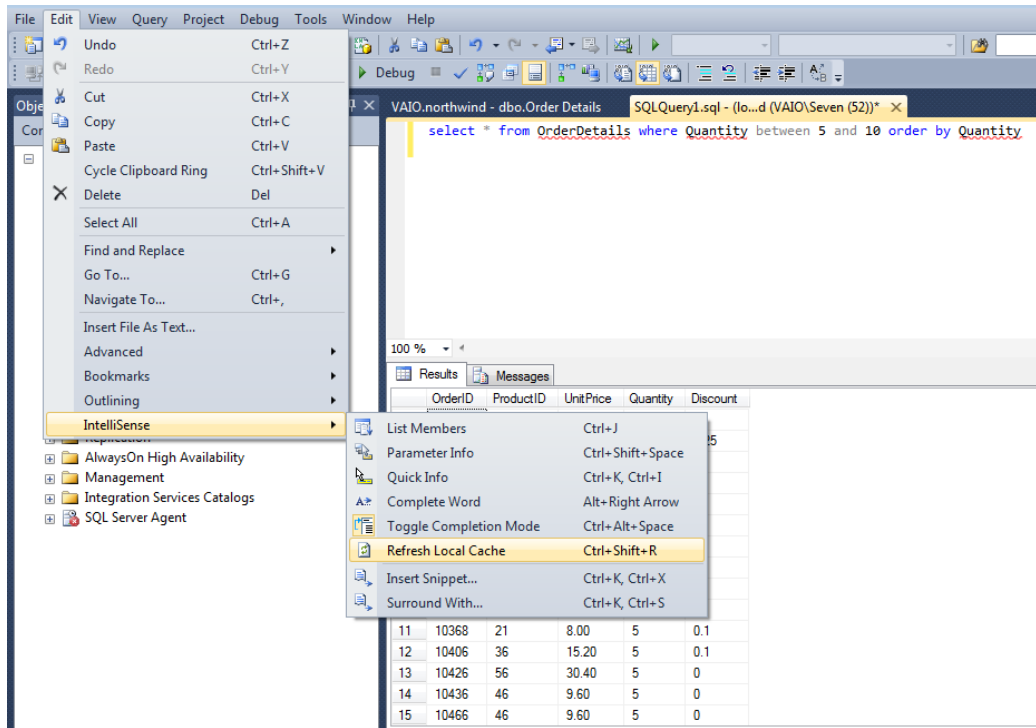 File Edit View Query Project Debug Tools Window Help
Undo Ctrl+Z
Redo Ctrl+Y
Cut Ctrl+X
Copy Ctrl+C
Paste Ctrl+V
Cycle Clipboard Ring Ctrl+Shift+V
Delete Del
Select All Ctrl+A
Find and Replace
Go To... Ctrl+G
Navigate To... Ctrl+,
Insert File As Text...
Advanced
Bookmarks
Outlining
IntelliSense
Debug
Obje
Cor
AlwaysOn High Availability
Management
Integration Services Catalogs
SQL Server Agent
VAIO.northwind - dbo.Order Details SQLQuery1.sql - (lo...d (VAIO\Seven (52))*
select * from OrderDetails where Quantity between 5 and 10 order by Quantity
100 %
Results Messages
OrderID ProductID UnitPrice Quantity Discount
List Members Ctrl+J
Parameter Info Ctrl+Shift+Space
Quick Info Ctrl+K, Ctrl+I
Complete Word Alt+Right Arrow
Toggle Completion Mode Ctrl+Alt+Space
Refresh Local Cache Ctrl+Shift+R
Insert Snippet... Ctrl+K, Ctrl+X
Surround With... Ctrl+K, Ctrl+S
11 10368 21 8.00 5 0.1
12 10406 36 15.20 5 0.1
13 10426 56 30.40 5 0
14 10436 46 9.60 5 0
15 10466 46 9.60 5 0